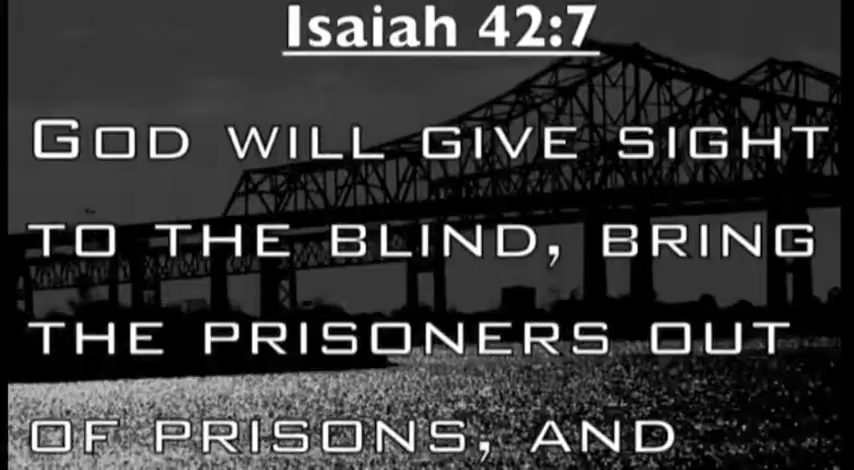 Isaiah 42:7
GOD WILL GIVE SIGHT
TO THE BLIND, BRING
THE PRISONERS OUT
OF PRISONS, AND